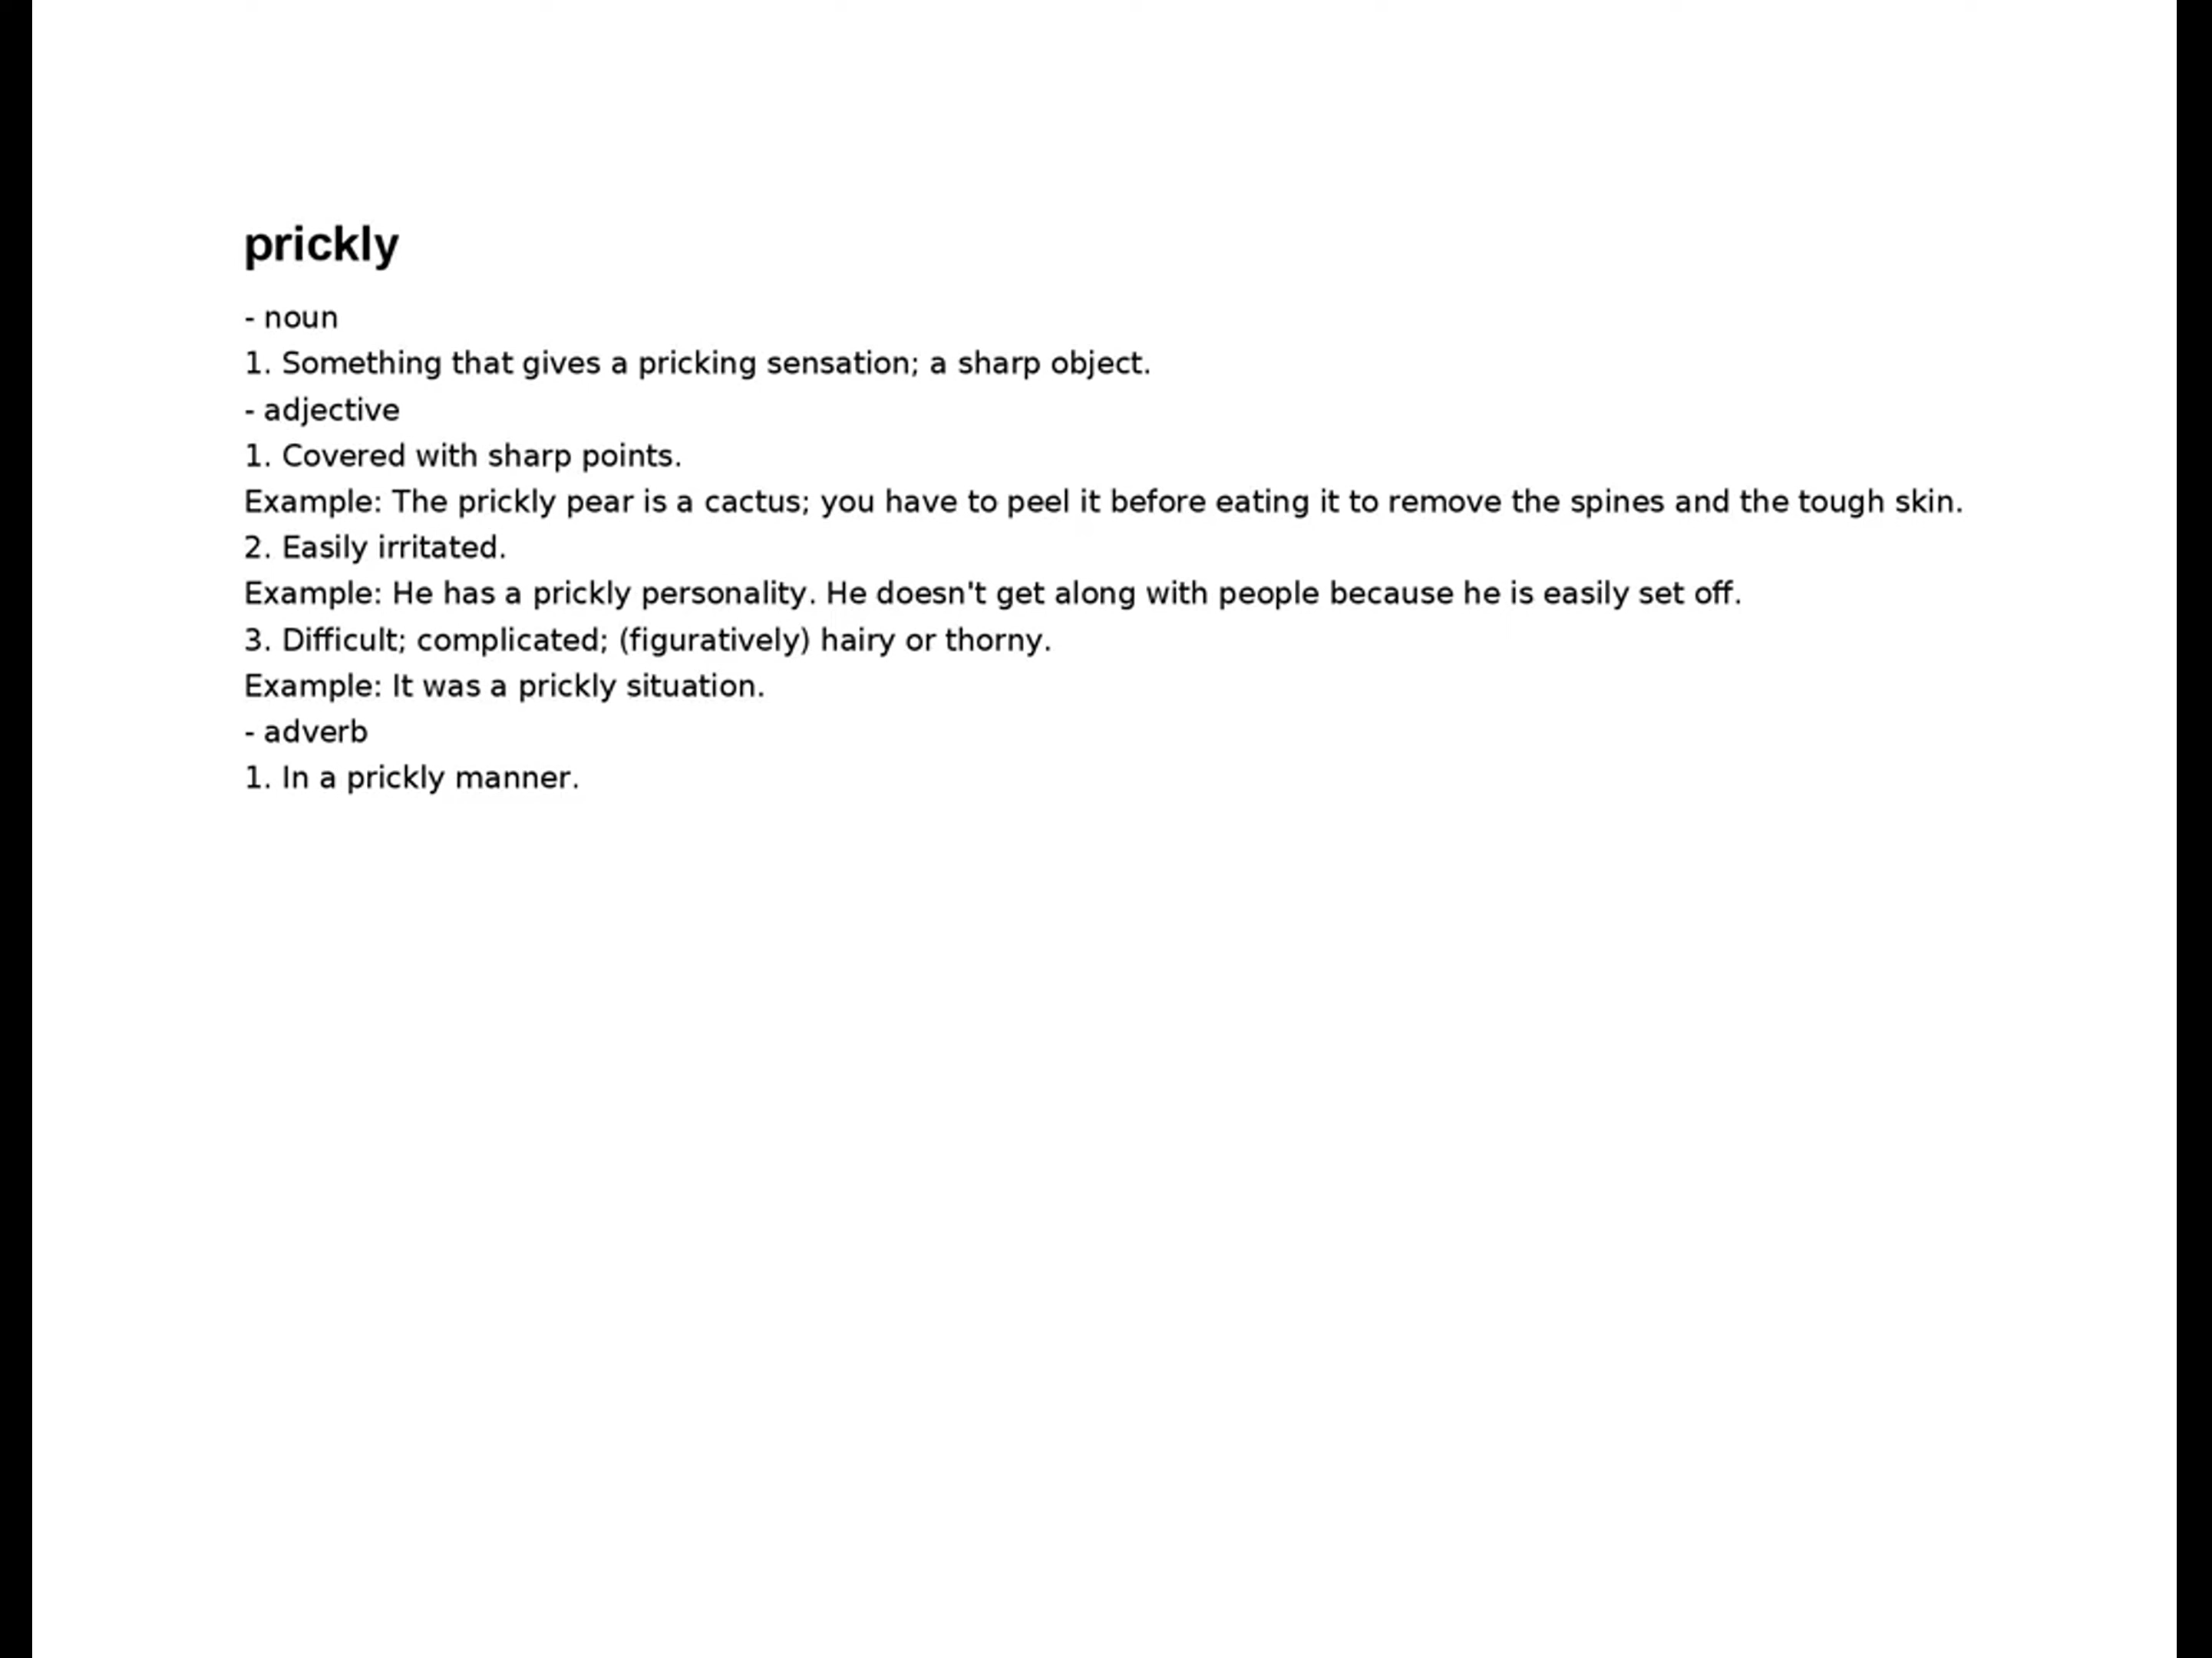 prickly
- noun
1. Something that gives a pricking sensation; a sharp object.
- adjective
1. Covered with sharp points.
Example: The prickly pear is a cactus; you have to peel it before eating it to remove the spines and the tough skin.
2. Easily irritated.
Example: He has a prickly personality. He doesn't get along with people because he is easily set off.
3. Difficult; complicated; (figuratively) hairy or thorny.
Example: It was a prickly situation.
- adverb
1. In a prickly manner.